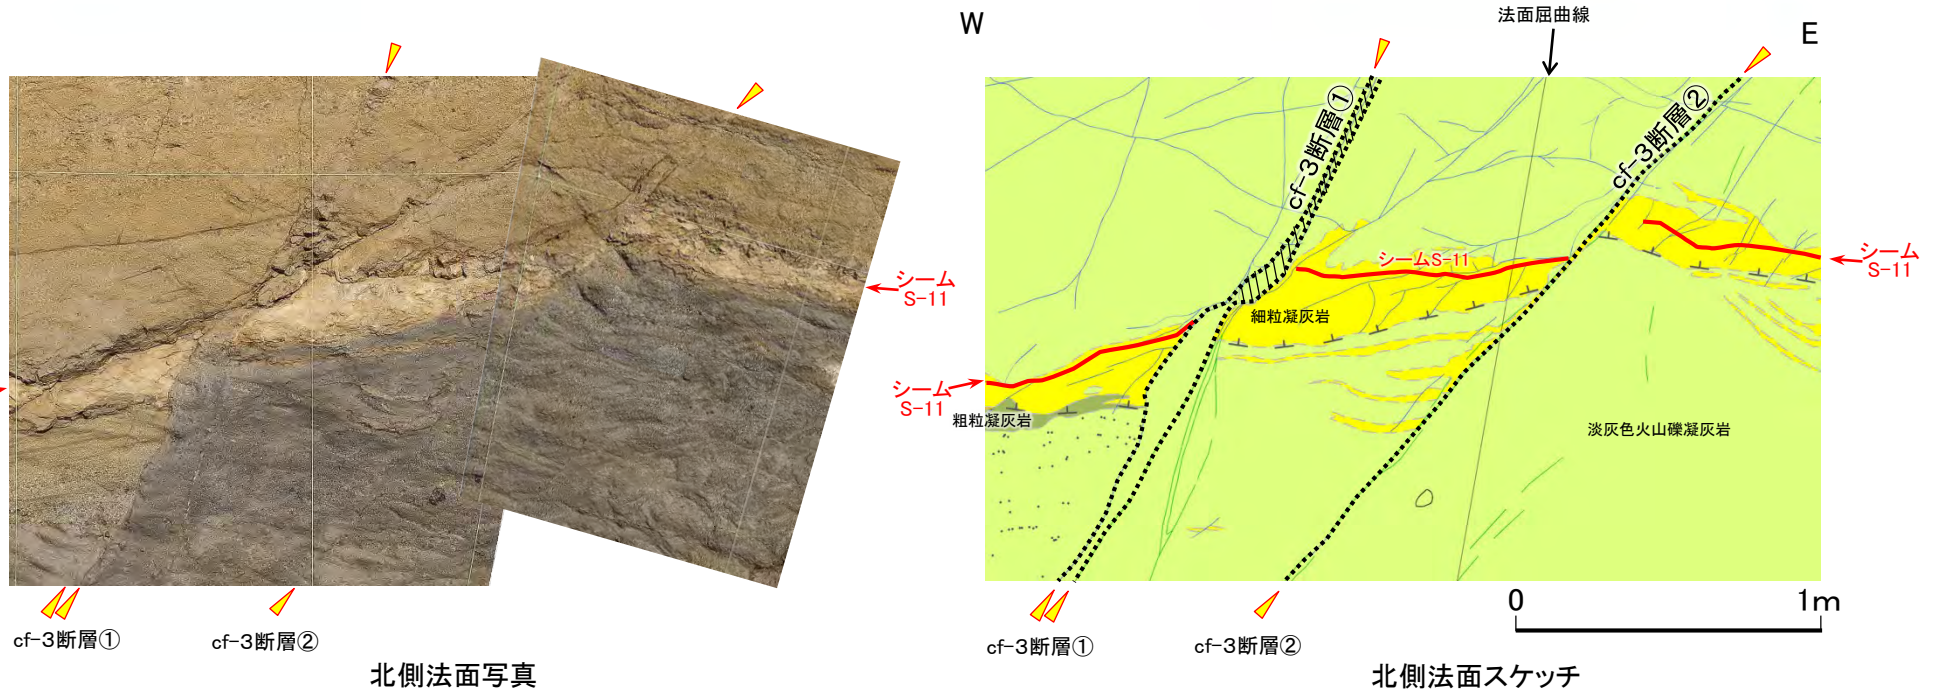 シーム
S-11
cf-3断層①
cf-3断層②
北側法面写真
W
法面屈曲線
E
cf-3断層①
cf-3断層②
シームS-11
シーム
S-11
細粒凝灰岩
シーム
S-11
粗粒凝灰岩
淡灰色火山礫凝灰岩
0
1m
cf-3断層①
cf-3断層②
北側法面スケッチ